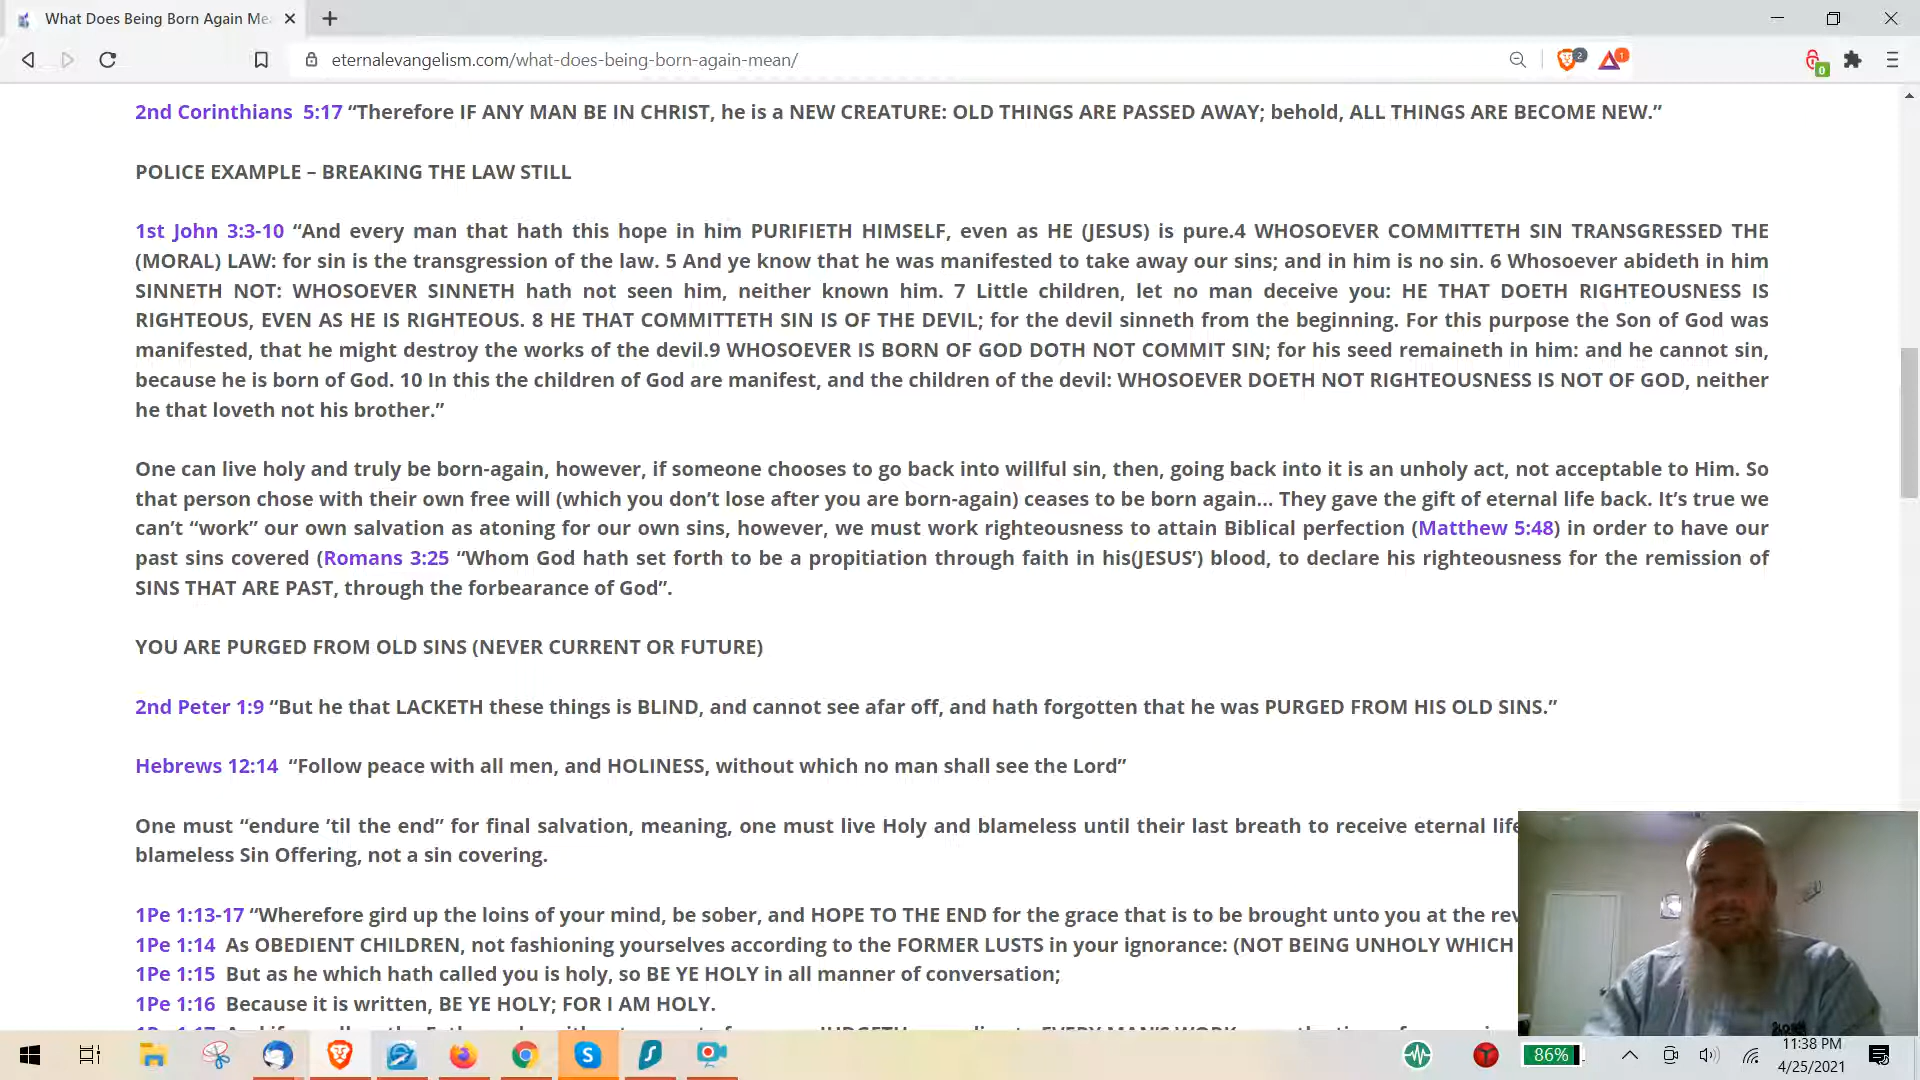 What Does Being Born Again Me
eternalevangelism.com/what-does-being-born-again-mean/
2
1
0
2nd Corinthians 5:17 “Therefore IF ANY MAN BE IN CHRIST, he is a NEW CREATURE: OLD THINGS ARE PASSED AWAY; behold, ALL THINGS ARE BECOME NEW.”
POLICE EXAMPLE – BREAKING THE LAW STILL
1st John 3:3-10 “And every man that hath this hope in him PURIFIETH HIMSELF, even as HE (JESUS) is pure.4 WHOSOEVER COMMITTETH SIN TRANSGRESSED THE
(MORAL) LAW: for sin is the transgression of the law. 5 And ye know that he was manifested to take away our sins; and in him is no sin. 6 Whosoever abideth in him
SINNETH NOT: WHOSOEVER SINNETH hath not seen him, neither known him. 7 Little children, let no man deceive you: HE THAT DOETH RIGHTEOUSNESS IS
RIGHTEOUS, EVEN AS HE IS RIGHTEOUS. 8 HE THAT COMMITTETH SIN IS OF THE DEVIL; for the devil sinneth from the beginning. For this purpose the Son of God was
manifested, that he might destroy the works of the devil.9 WHOSOEVER IS BORN OF GOD DOTH NOT COMMIT SIN; for his seed remaineth in him: and he cannot sin,
because he is born of God. 10 In this the children of God are manifest, and the children of the devil: WHOSOEVER DOETH NOT RIGHTEOUSNESS IS NOT OF GOD, neither
he that loveth not his brother.”
One can live holy and truly be born-again, however, if someone chooses to go back into willful sin, then, going back into it is an unholy act, not acceptable to Him. So
that person chose with their own free will (which you don’t lose after you are born-again) ceases to be born again… They gave the gift of eternal life back. It’s true we
can’t “work” our own salvation as atoning for our own sins, however, we must work righteousness to attain Biblical perfection (Matthew 5:48) in order to have our
past sins covered (Romans 3:25 “Whom God hath set forth to be a propitiation through faith in his(JESUS’) blood, to declare his righteousness for the remission of
SINS THAT ARE PAST, through the forbearance of God”.
YOU ARE PURGED FROM OLD SINS (NEVER CURRENT OR FUTURE)
2nd Peter 1:9 “But he that LACKETH these things is BLIND, and cannot see afar off, and hath forgotten that he was PURGED FROM HIS OLD SINS.”
Hebrews 12:14 “Follow peace with all men, and HOLINESS, without which no man shall see the Lord”
One must “endure ’til the end” for final salvation, meaning, one must live Holy and blameless until their last breath to receive eternal life
blameless Sin Offering, not a sin covering.
1Pe 1:13-17 “Wherefore gird up the loins of your mind, be sober, and HOPE TO THE END for the grace that is to be brought unto you at the rev
1Pe 1:14 As OBEDIENT CHILDREN, not fashioning yourselves according to the FORMER LUSTS in your ignorance: (NOT BEING UNHOLY WHICH
1Pe 1:15 But as he which hath called you is holy, so BE YE HOLY in all manner of conversation;
1Pe 1:16 Because it is written, BE YE HOLY; FOR I AM HOLY.
86%
11:38 PM
4/25/2021